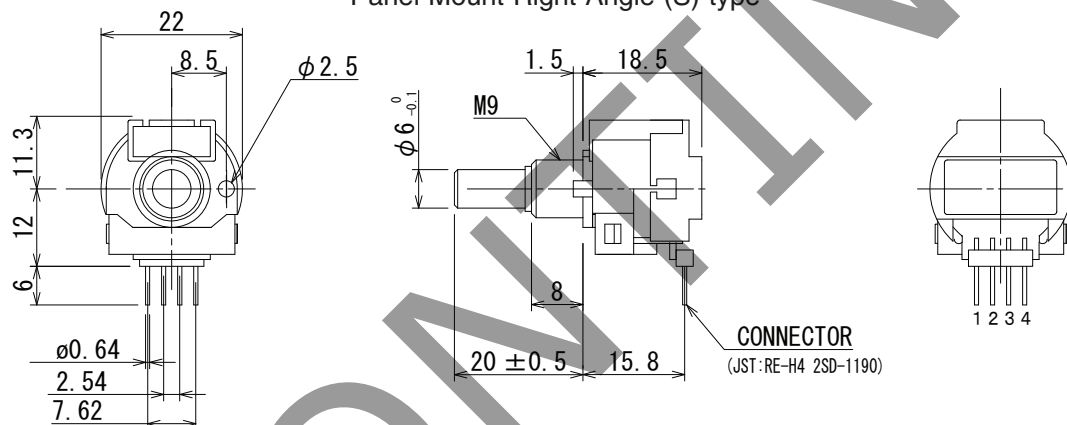 Panel Mount Right Angle (S) type
22
8.5
φ2.5
11.3
12
6
ø0.64
2.54
7.62
1.5
18.5
φ6 0 -0.1
M9
8
20 ±0.5
15.8
CONNECTOR
(JST:RE-H4 2SD-1190)
1 2 3 4